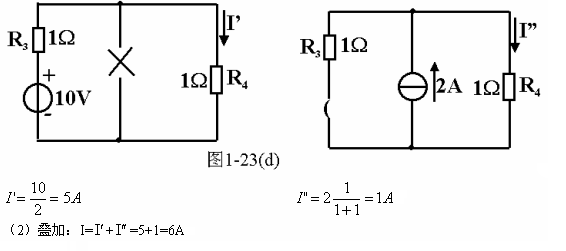 R₃ 1Ω I’ 1Ω R₄ + 10V -
R₃ 1Ω I” 2A 1Ω R₄
图1-23(d)
I'=10/2=5A I"=2 1/(1+1)=1A
（2）叠加：I=I′+I″=5+1=6A